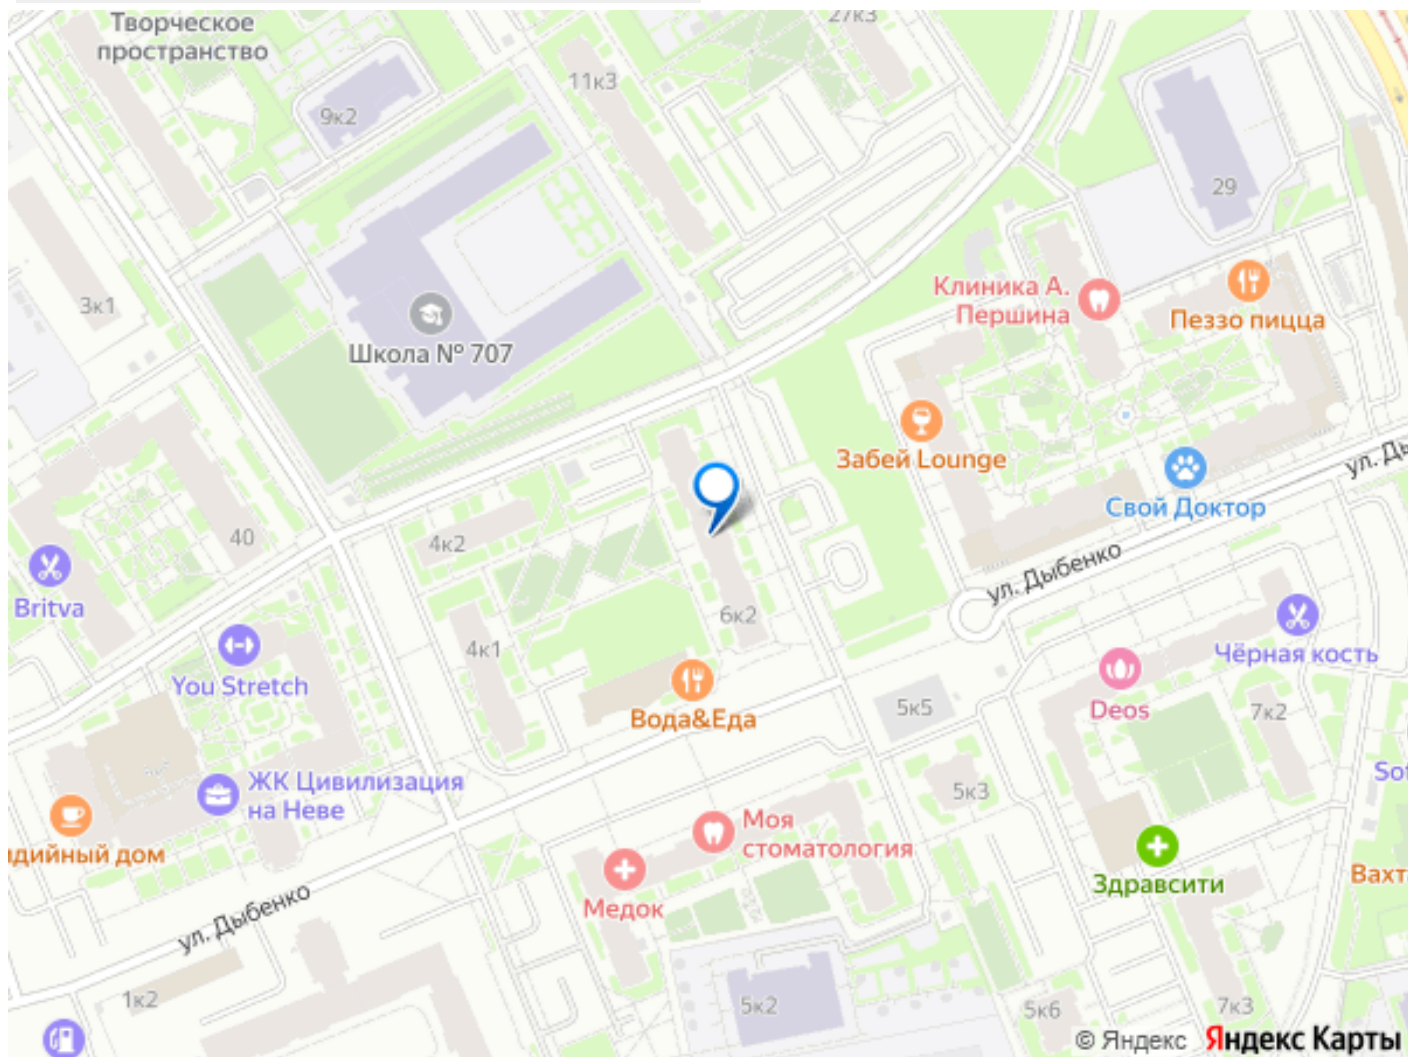 Творческое
пространство
27к3
11к3
9к2
29
3к1
Школа № 707
Клиника А.
Першина
Пеззо пицца
Забей Lounge
Свой Доктор
ул. Ды
40
4к2
Britva
ул. Дыбенко
6к2
4к1
You Stretch
Чёрная кость
Deos
Вода&Еда
5к5
7к2
ЖК Цивилизация
на Неве
5к3
Sof
Моя
стоматология
дийный дом
Здравсити
Вахт
Медок
ул. Дыбенко
1к2
5к2
5к6
7к3
© Яндекс Яндекс Карты